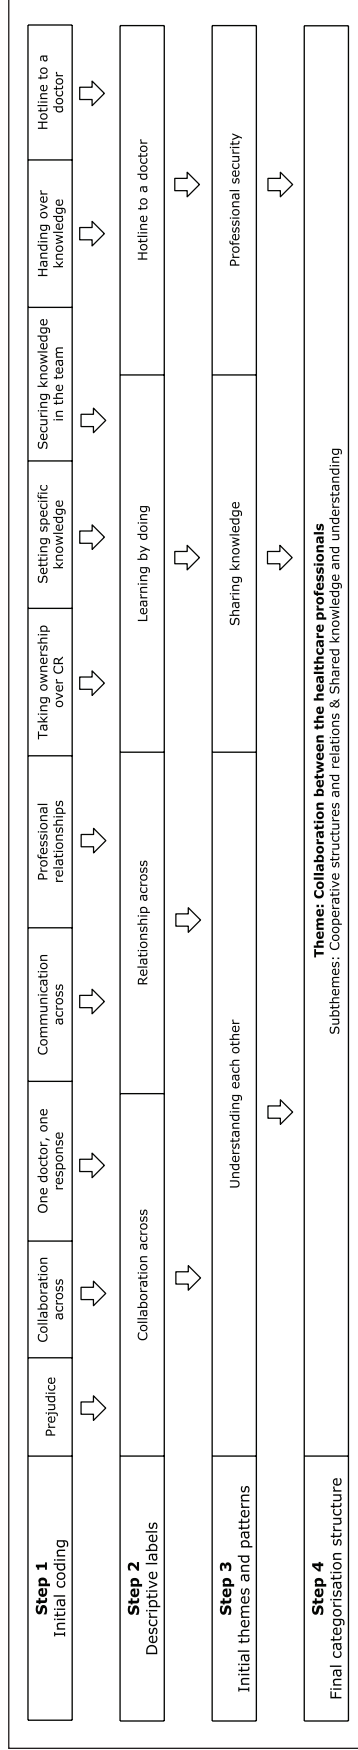 Step 1
Initial coding
Prejudice
Collaboration
across
One doctor, one
response
Communication
across
Professional
relationships
Taking ownership
over CR
Setting specific
knowledge
Securing knowledge
in the team
Handing over
knowledge
Hotline to a
doctor
Step 2
Descriptive labels
Collaboration across
Relationship across
Learning by doing
Hotline to a doctor
Step 3
Initial themes and patterns
Understanding each other
Sharing knowledge
Professional security
Step 4
Final categorisation structure
Theme: Collaboration between the healthcare professionals
Subthemes: Cooperative structures and relations & Shared knowledge and understanding